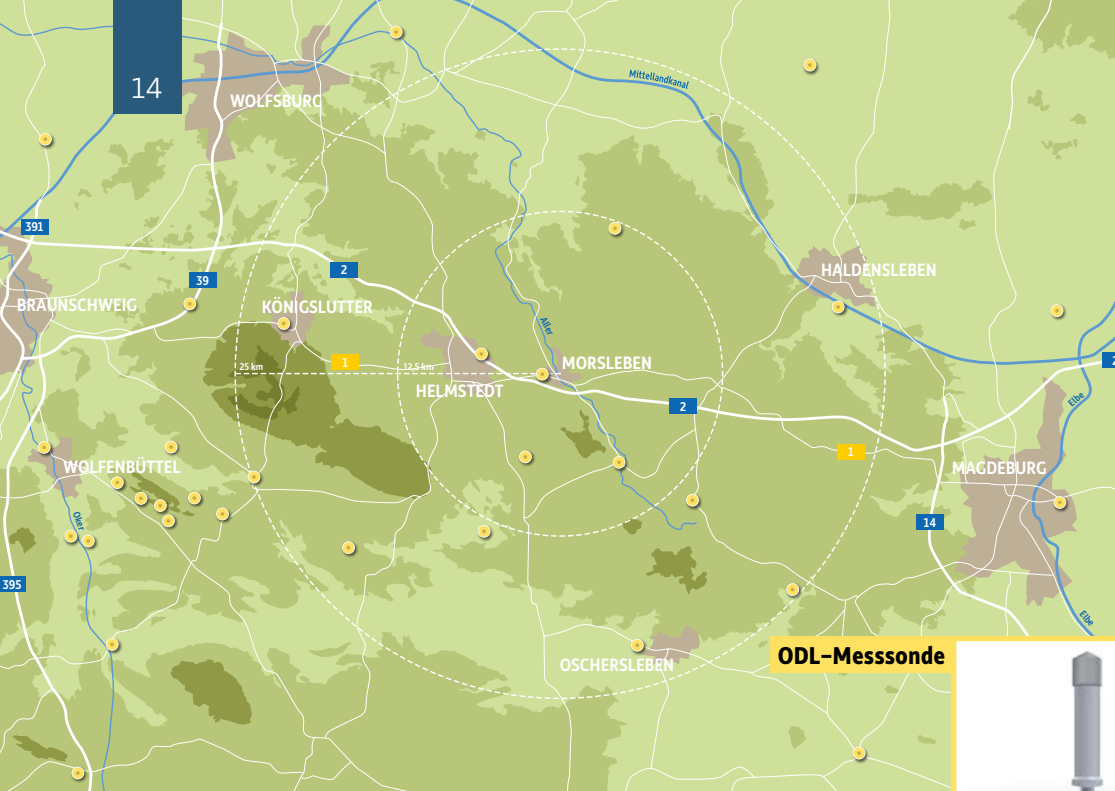 14
WOLFSBURG
Mittellandkanal
391
2
39
HALDENSLEBEN
BRAUNSCHWEIG
KÖNIGSLUTTER
Aller
25 km
1
12,5 km
MORSLEBEN
2
HELMSTEDT
2
Elbe
1
WOLFENBÜTTEL
MAGDEBURG
Oker
14
395
Elbe
OSCHERSLEBEN
ODL-Messsonde